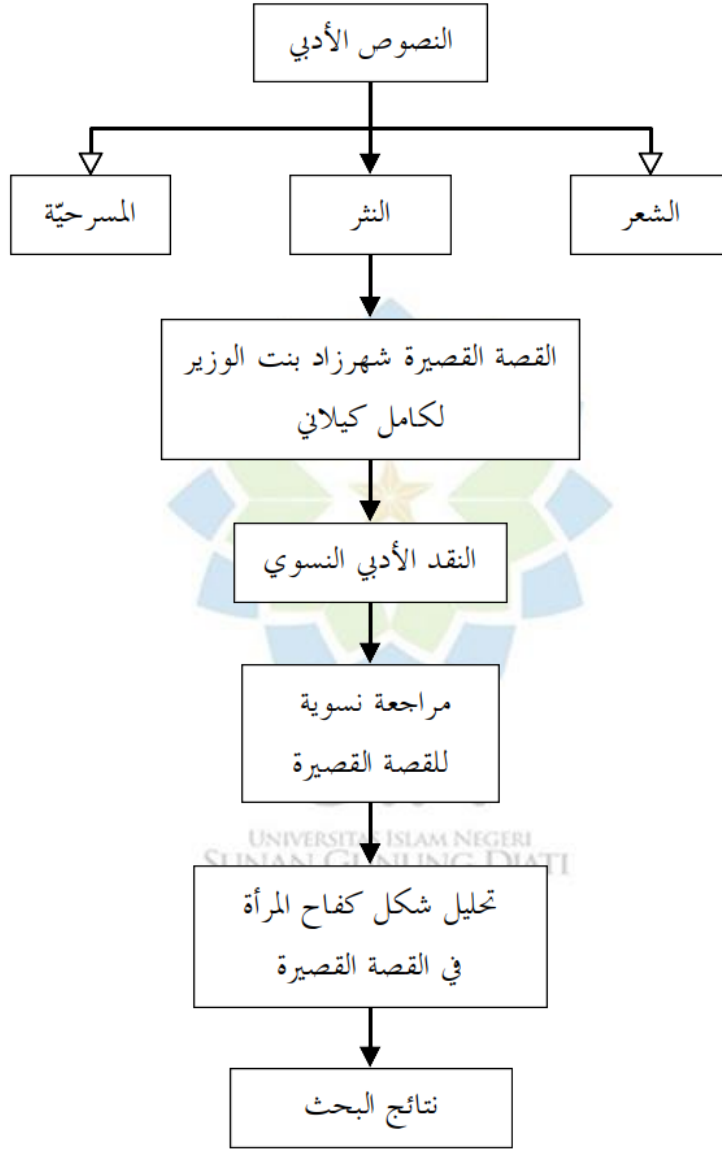 النصوص الأدبي
الشعر
النثر
المسرحيّة
القصة القصيرة شهرزاد بنت الوزير
لكامل كيلاني
النقد الأدبي النسوي
مراجعة نسوية
للقصة القصيرة
UNIVERSITAS ISLAM NEGERI
SUNAN GUNUNG DJATI
تحليل شكل كفاح المرأة
في القصة القصيرة
نتائج البحث